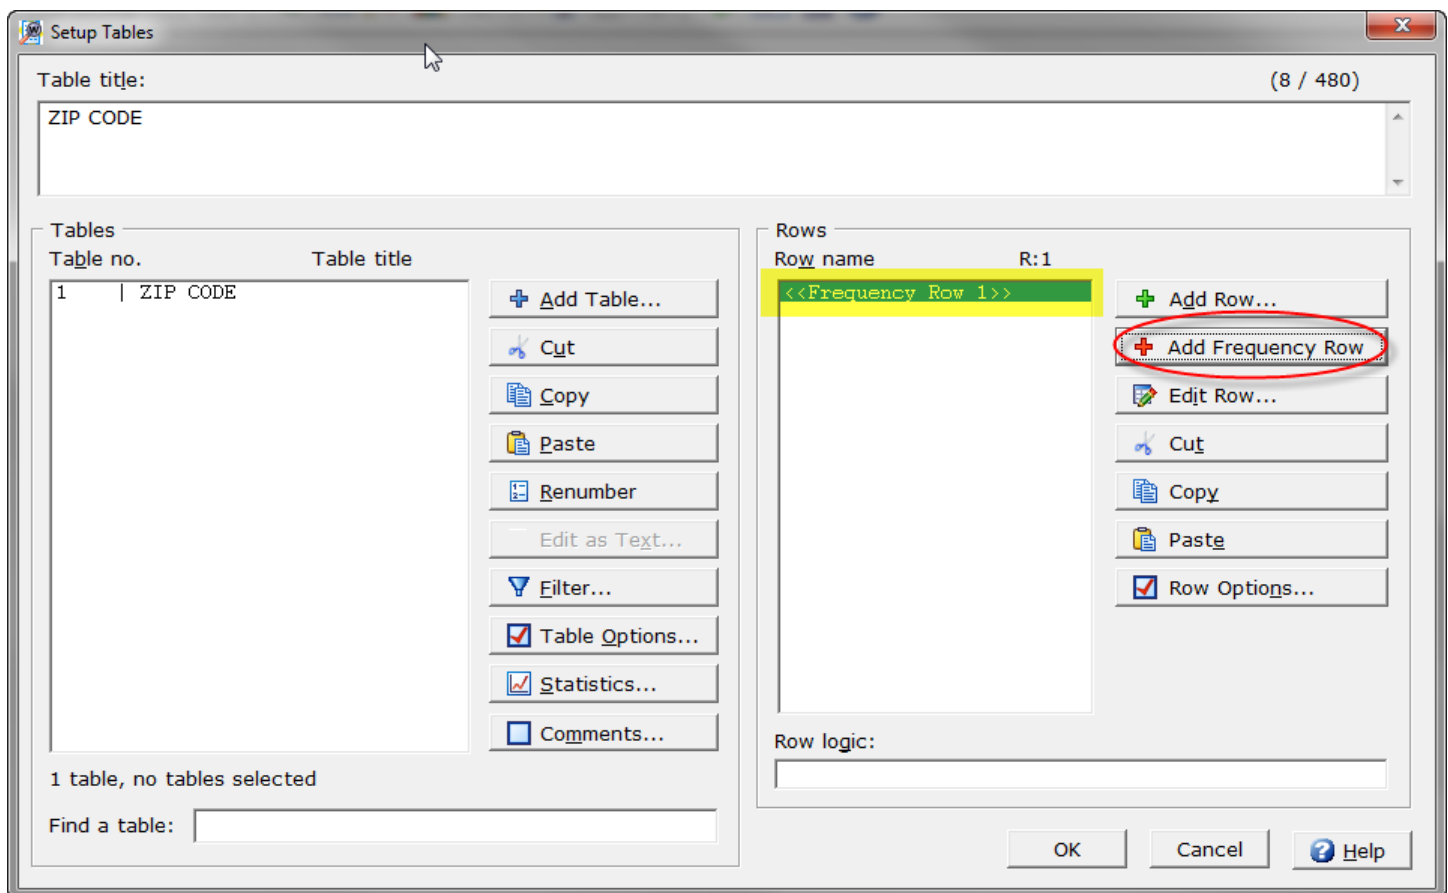 Setup Tables
X
Table title: (8 / 480)
ZIP CODE
Tables
Table no. Table title
1 | ZIP CODE
Add Table...
Cut
Copy
Paste
Renumber
Edit as Text...
Filter...
Table Options...
Statistics...
Comments...
1 table, no tables selected
Find a table:
Rows
Row name R:1
<<Frequency Row 1>>
Add Row...
Add Frequency Row
Edit Row...
Cut
Copy
Paste
Row Options...
Row logic:
OK Cancel Help